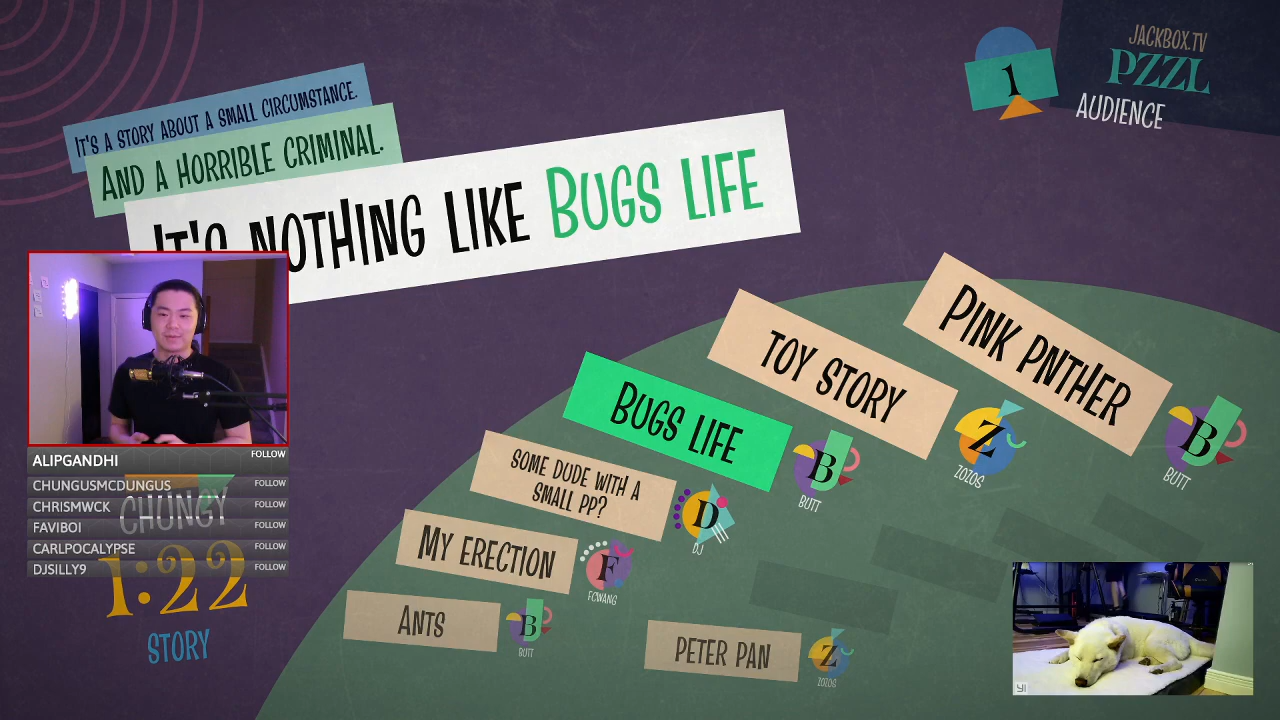 JACKBOX.TV
PZZL
1
AUDIENCE
IT'S A STORY ABOUT A SMALL CIRCUMSTANCE.
AND A HORRIBLE CRIMINAL.
IT'S NOTHING LIKE BUGS LIFE
PINK PNTHER
B
BUTT
TOY STORY
Z
ZOZOS
BUGS LIFE
B
BUTT
SOME DUDE WITH A
SMALL PP?
D
DJ
MY ERECTION
F
FCWANG
ANTS
B
BUTT
PETER PAN
Z
ZOZOS
ALIPGANDHI FOLLOW
CHUNGUSMCDUNGUS FOLLOW
CHRISMWCK FOLLOW
FAVIBOI FOLLOW
CARLPOCALYPSE FOLLOW
DJSILLY9 FOLLOW
CHUNGY
1:22
STORY
YI